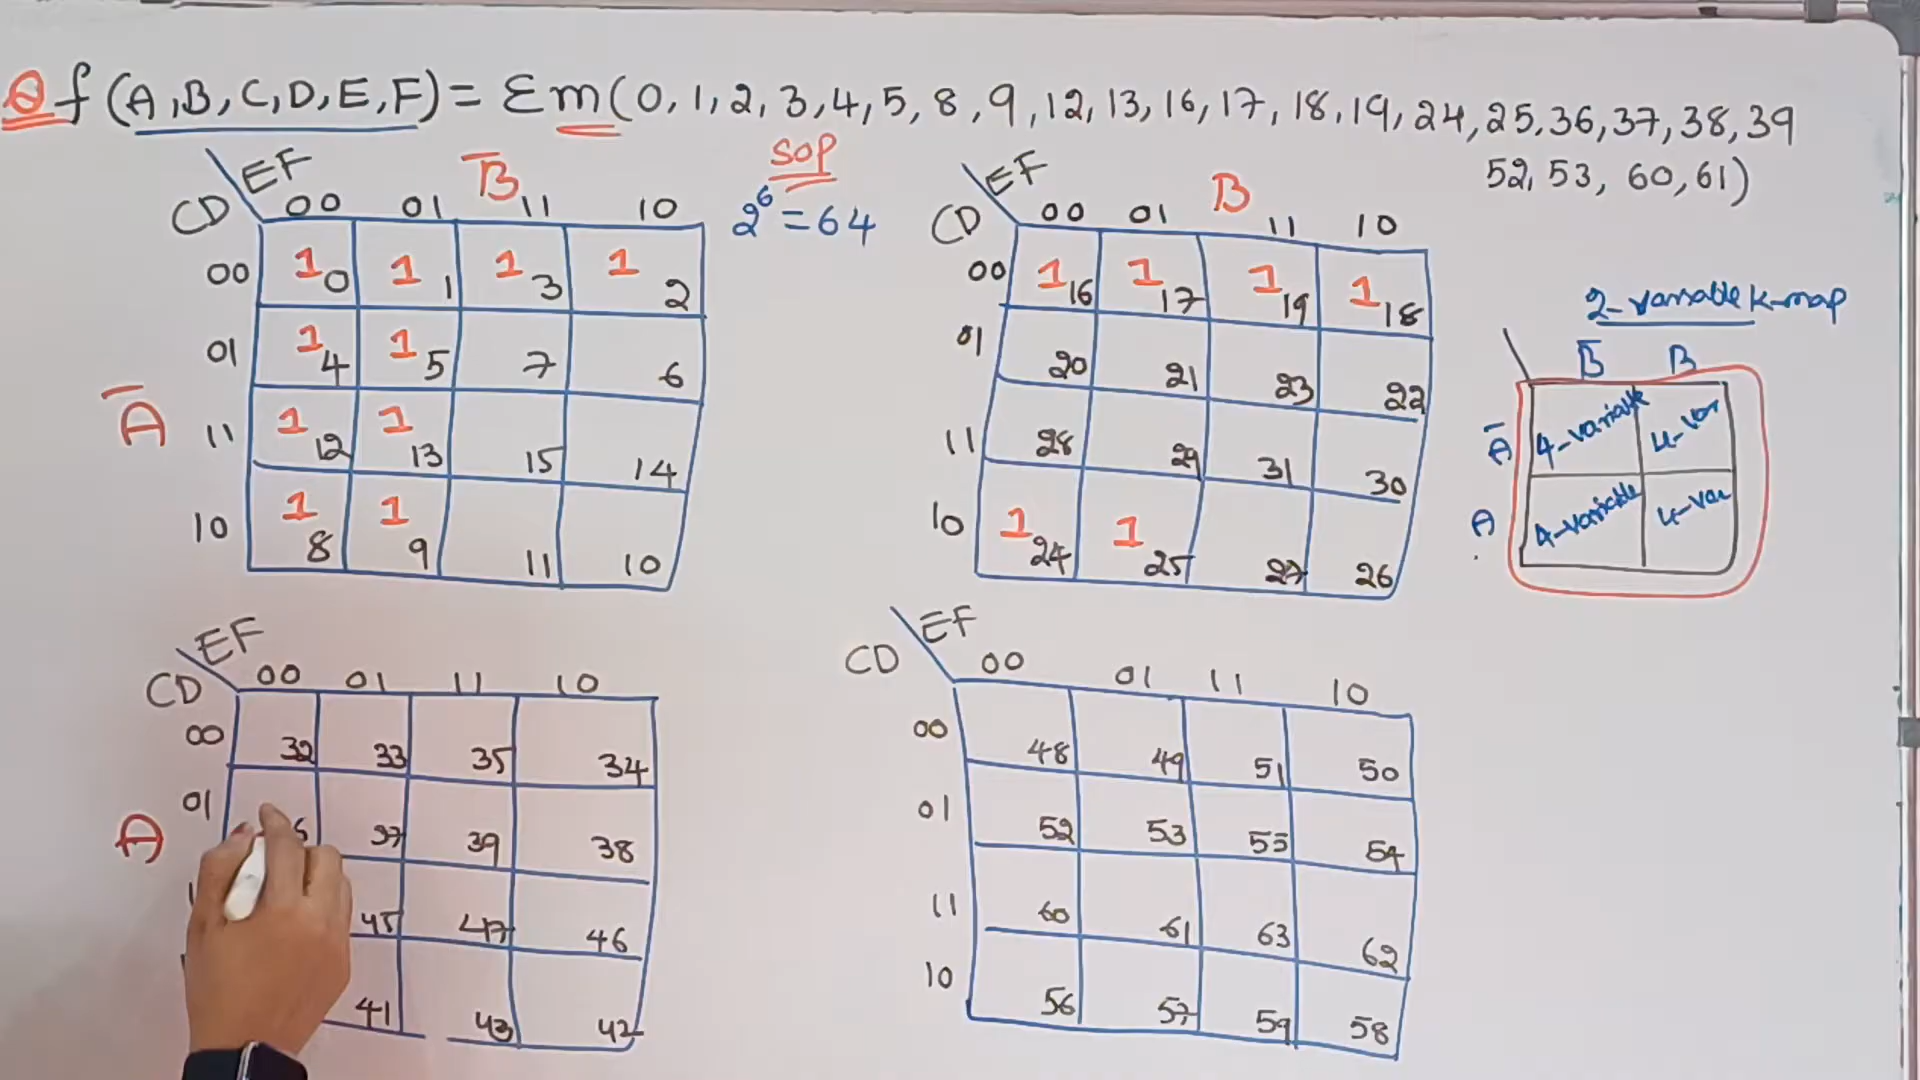 Q f(A,B,C,D,E,F) = Σm(0,1,2,3,4,5,8,9,12,13,16,17,18,19,24,25,36,37,38,39
52,53,60,61)
SOP
2⁶=64
EF
B̅
CD
00 01 11 10
00 1 0 1 1 1 3 1 2
01 1 4 1 5 7 6
A̅
11 1 12 1 13 15 14
10 1 8 1 9 11 10
EF
B
CD
00 01 11 10
00 1 16 1 17 1 19 1 18
01 20 21 23 22
11 28 29 31 30
10 1 24 1 25 27 26
2-variable K-map
B̅ B
A̅ 4-variable 4-var
A 4-variable 4-var
EF
CD
00 01 11 10
00 32 33 35 34
01 37 39 38
A
45 47 46
41 43 42
EF
CD
00 01 11 10
00 48 49 51 50
01 52 53 55 54
11 60 61 63 62
10 56 57 59 58